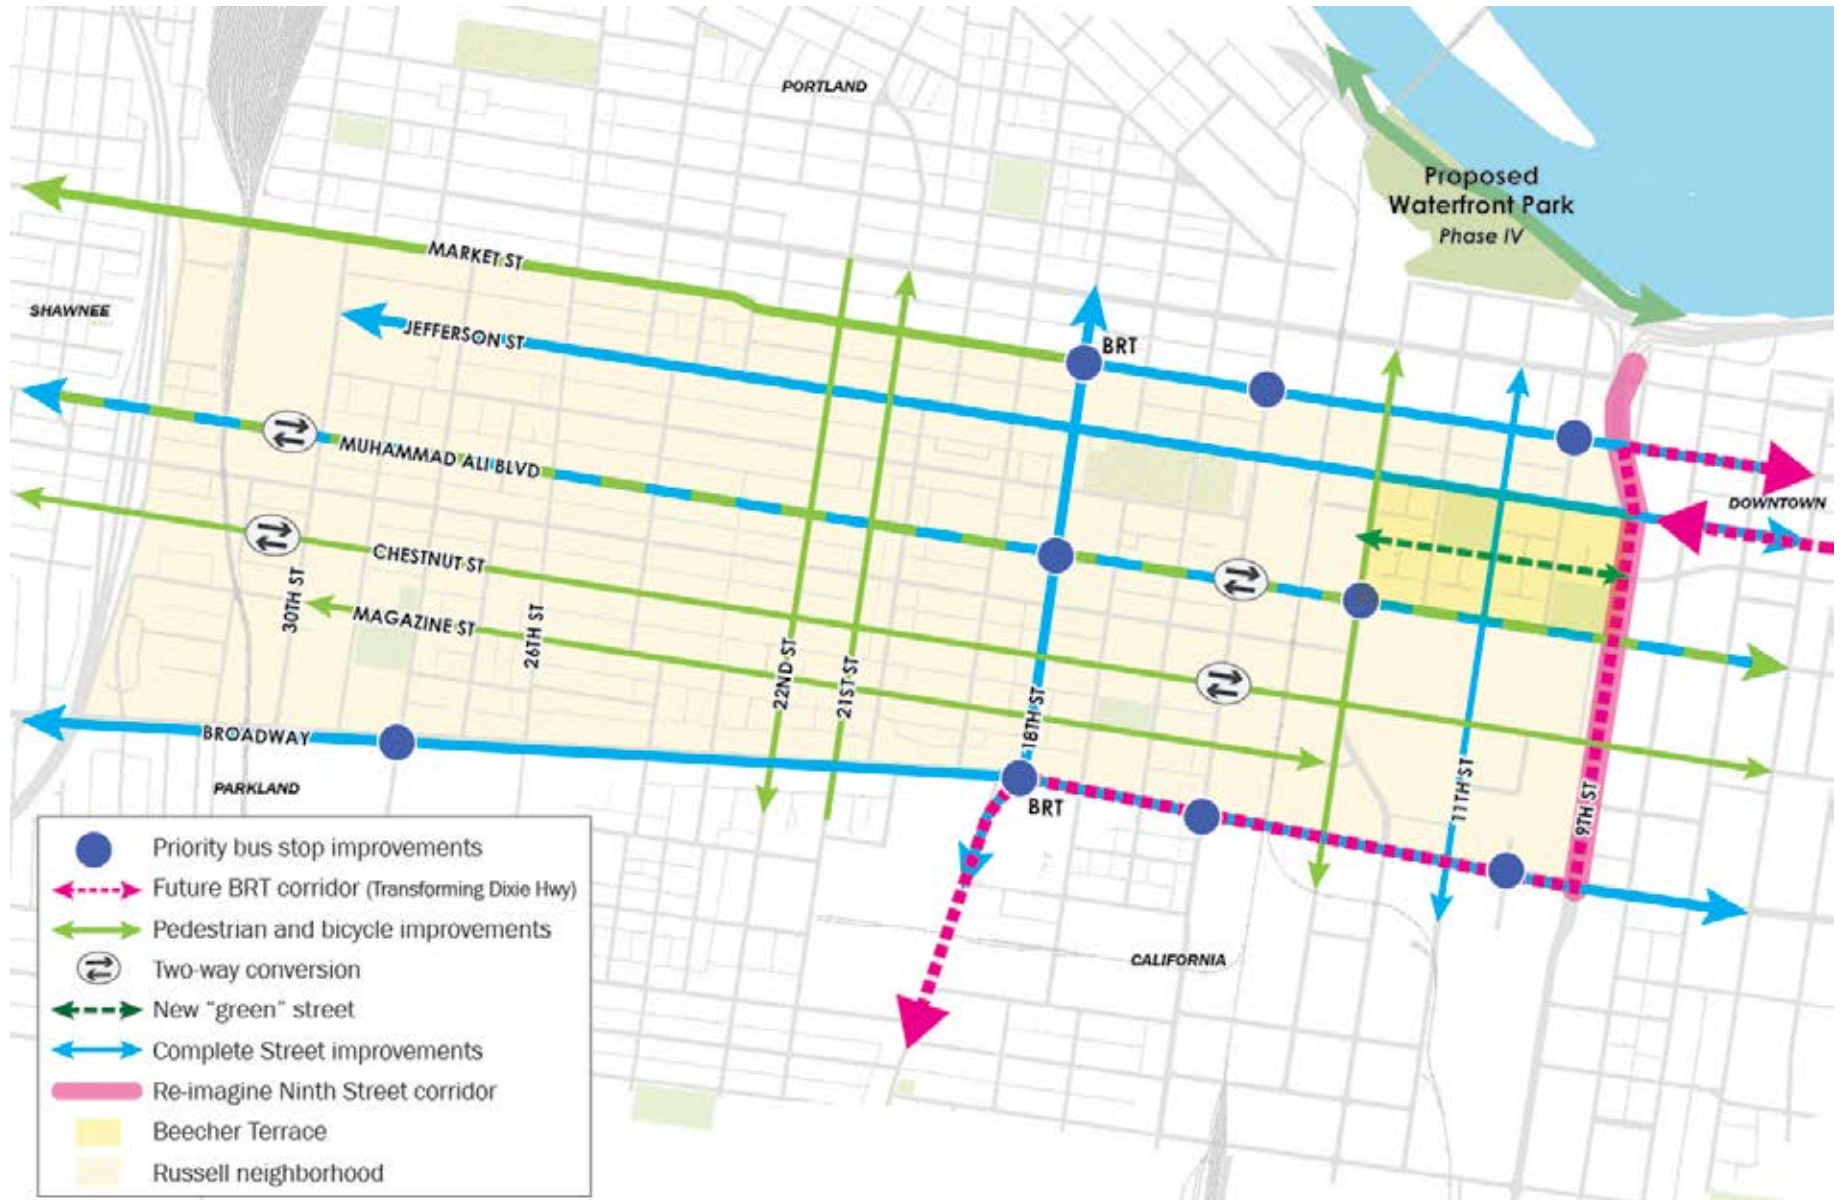 PORTLAND
Proposed
Waterfront Park
Phase IV
MARKET ST
SHAWNEE
JEFFERSON ST
BRT
MUHAMMAD ALI BLVD
DOWNTOWN
CHESTNUT ST
30TH ST
MAGAZINE ST
26TH ST
22ND ST
21ST ST
18TH ST
BROADWAY
11TH ST
9TH ST
PARKLAND
BRT
CALIFORNIA
Priority bus stop improvements
Future BRT corridor (Transforming Dixie Hwy)
Pedestrian and bicycle improvements
Two-way conversion
New “green” street
Complete Street improvements
Re-imagine Ninth Street corridor
Beecher Terrace
Russell neighborhood